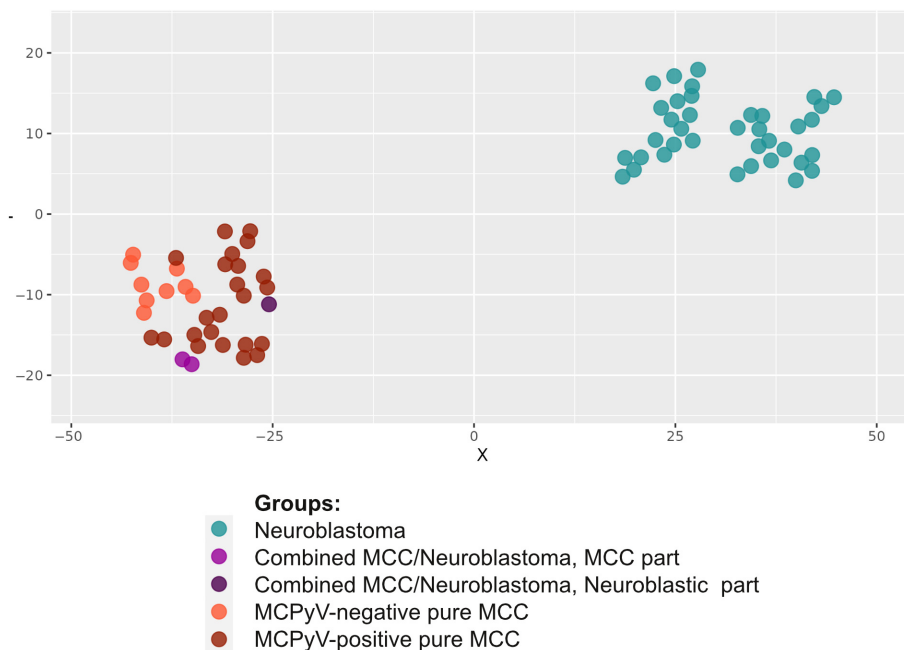 20
10
0
−10
−20
−50
−25
0
25
50
X
Groups:
Neuroblastoma
Combined MCC/Neuroblastoma, MCC part
Combined MCC/Neuroblastoma, Neuroblastic part
MCPyV-negative pure MCC
MCPyV-positive pure MCC